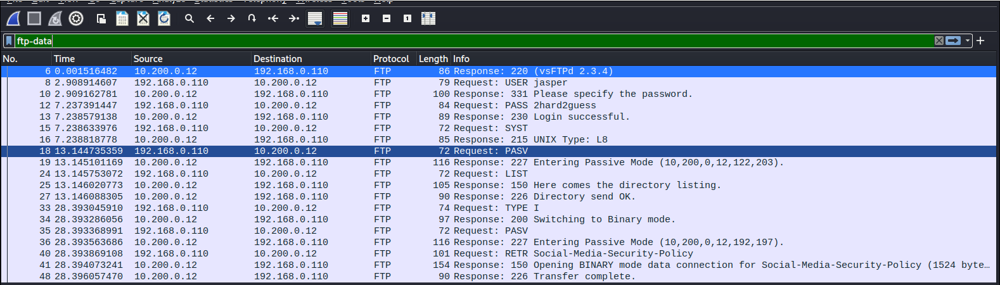 ftp-data
No. Time Source Destination Protocol Length Info
6 0.001516482 10.200.0.12 192.168.0.110 FTP 86 Response: 220 (vsFTPd 2.3.4)
8 2.908914607 192.168.0.110 10.200.0.12 FTP 79 Request: USER jasper
10 2.909162781 10.200.0.12 192.168.0.110 FTP 100 Response: 331 Please specify the password.
12 7.237391447 192.168.0.110 10.200.0.12 FTP 84 Request: PASS 2hard2guess
13 7.238579138 10.200.0.12 192.168.0.110 FTP 89 Response: 230 Login successful.
15 7.238633976 192.168.0.110 10.200.0.12 FTP 72 Request: SYST
16 7.238818778 10.200.0.12 192.168.0.110 FTP 85 Response: 215 UNIX Type: L8
18 13.144735359 192.168.0.110 10.200.0.12 FTP 72 Request: PASV
19 13.145101169 10.200.0.12 192.168.0.110 FTP 116 Response: 227 Entering Passive Mode (10,200,0,12,122,203).
24 13.145753072 192.168.0.110 10.200.0.12 FTP 72 Request: LIST
25 13.146020773 10.200.0.12 192.168.0.110 FTP 105 Response: 150 Here comes the directory listing.
27 13.146088305 10.200.0.12 192.168.0.110 FTP 90 Response: 226 Directory send OK.
33 28.393045910 192.168.0.110 10.200.0.12 FTP 74 Request: TYPE I
34 28.393286056 10.200.0.12 192.168.0.110 FTP 97 Response: 200 Switching to Binary mode.
35 28.393368991 192.168.0.110 10.200.0.12 FTP 72 Request: PASV
36 28.393563686 10.200.0.12 192.168.0.110 FTP 116 Response: 227 Entering Passive Mode (10,200,0,12,192,197).
40 28.393869108 192.168.0.110 10.200.0.12 FTP 101 Request: RETR Social-Media-Security-Policy
41 28.394073241 10.200.0.12 192.168.0.110 FTP 154 Response: 150 Opening BINARY mode data connection for Social-Media-Security-Policy (1524 byte…
48 28.396057470 10.200.0.12 192.168.0.110 FTP 90 Response: 226 Transfer complete.